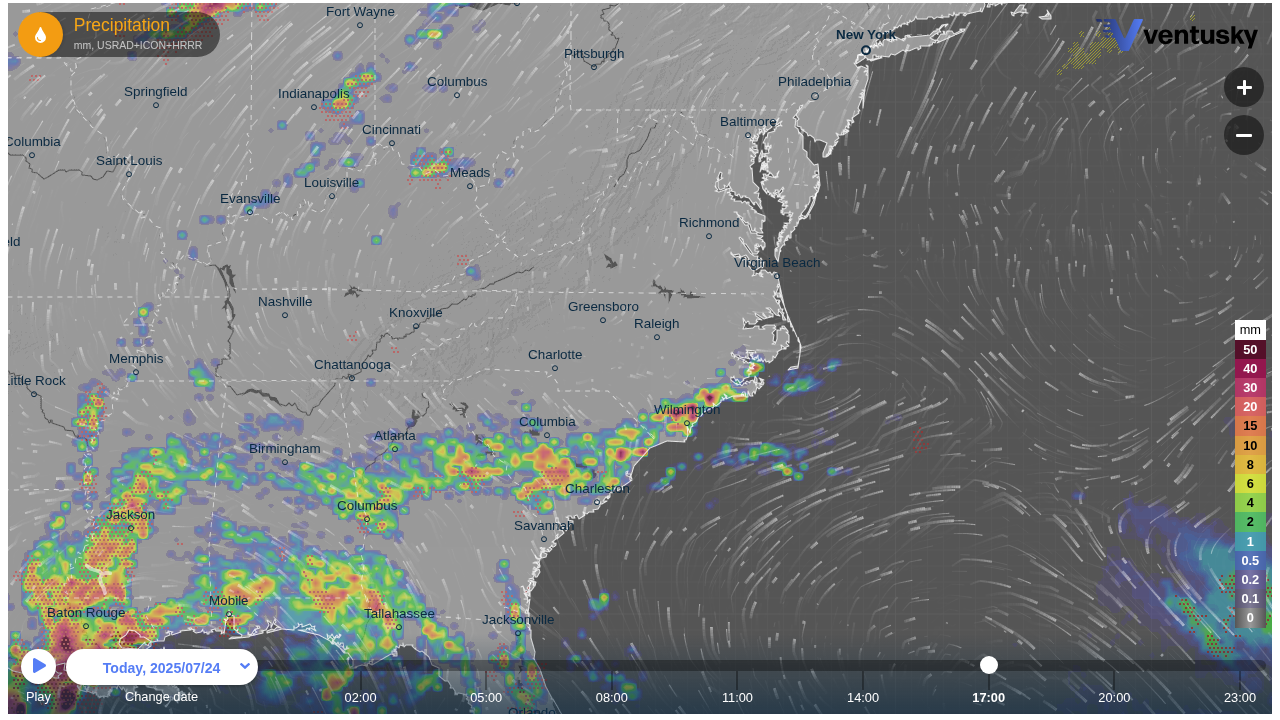 Fort Wayne
Precipitation
mm, USRAD+ICON+HRRR
New York
ventusky
Pittsburgh
Springfield
Indianapolis
Columbus
Philadelphia
Baltimore
Cincinnati
Columbia
Saint Louis
Louisville
Meads
Evansville
Richmond
eld
Virginia Beach
Nashville
Knoxville
Greensboro
Raleigh
Memphis
Chattanooga
Charlotte
Little Rock
Wilmington
Columbia
Atlanta
Birmingham
Charleston
Columbus
Jackson
Savannah
Baton Rouge
Mobile
Tallahassee
Jacksonville
Orlando
mm
50
40
30
20
15
10
8
6
4
2
1
0.5
0.2
0.1
0
Today, 2025/07/24
Play
Change date
02:00
05:00
08:00
11:00
14:00
17:00
20:00
23:00